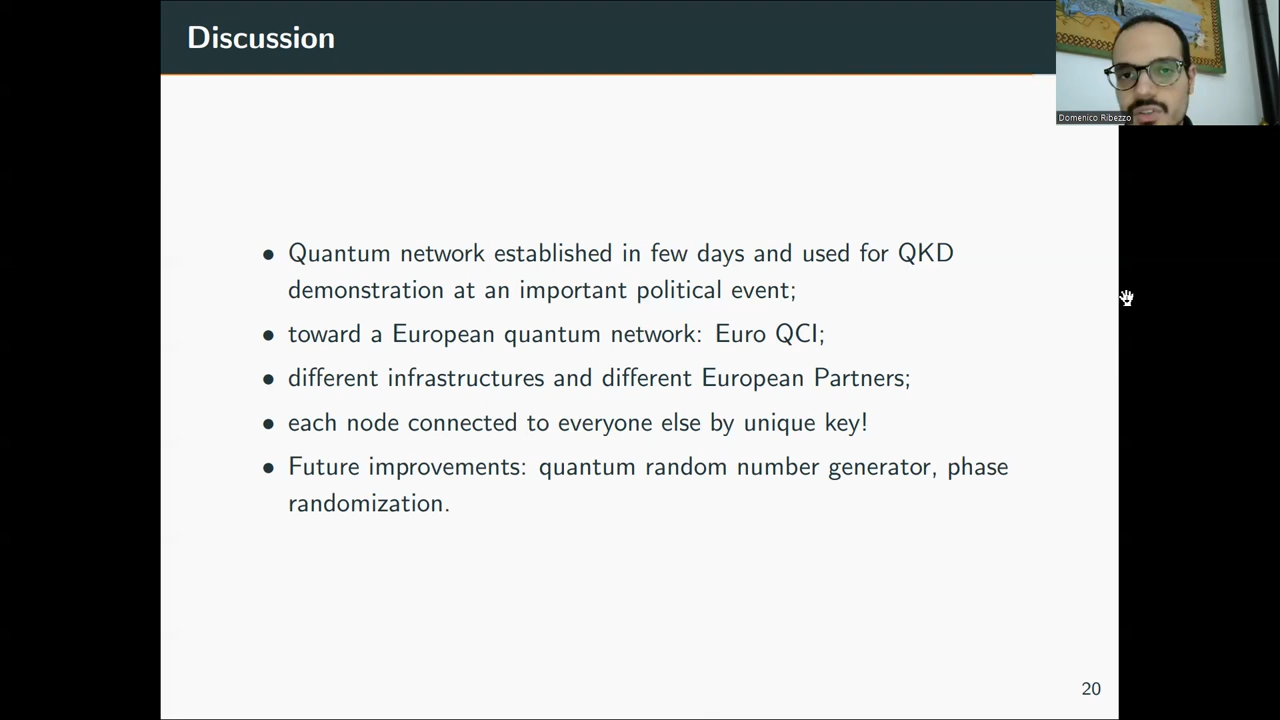 Discussion
Domenico Ribezzo
• Quantum network established in few days and used for QKD
demonstration at an important political event;
• toward a European quantum network: Euro QCI;
• different infrastructures and different European Partners;
• each node connected to everyone else by unique key!
• Future improvements: quantum random number generator, phase
randomization.
20